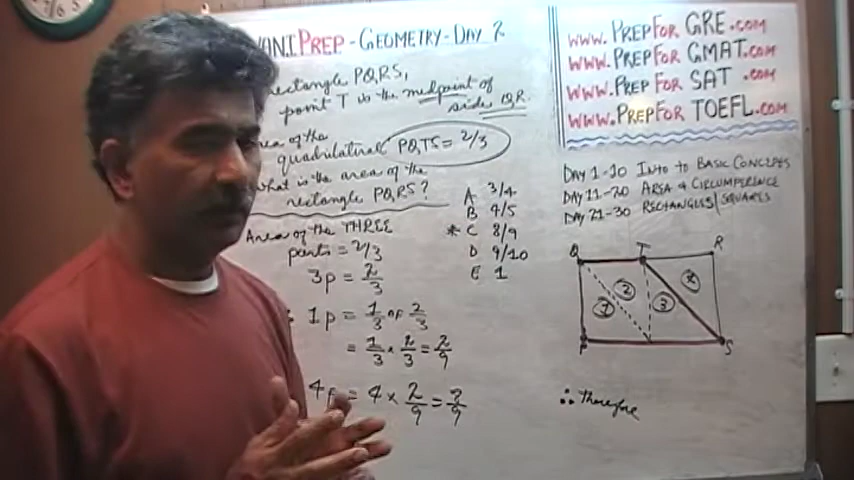 VANI PREP - GEOMETRY - DAY 2
rectangle PQRS,
point T is the midpoint of
side QR.
area of the
quadrilateral PQTS = 2/3
what is the area of the
rectangle PQRS?
A 3/4
B 4/5
* C 8/9
D 9/10
E 1
Area of the THREE
parts = 2/3
3p = 2/3
1p = 1/3 of 2/3
= 1/3 × 2/3 = 2/9
4p = 4 × 2/9 = 8/9
WWW. PREPFOR GRE.COM
WWW. PREPFOR GMAT.COM
WWW. PREP FOR SAT .COM
WWW. PREPFOR TOEFL.COM
DAY 1-10 INTO TO BASIC CONCEPTS
DAY 11-20 AREA & CIRCUMFERENCE
DAY 21-30 RECTANGLES/SQUARES
Q T R
1 2 3 4
P S
∴ therefore